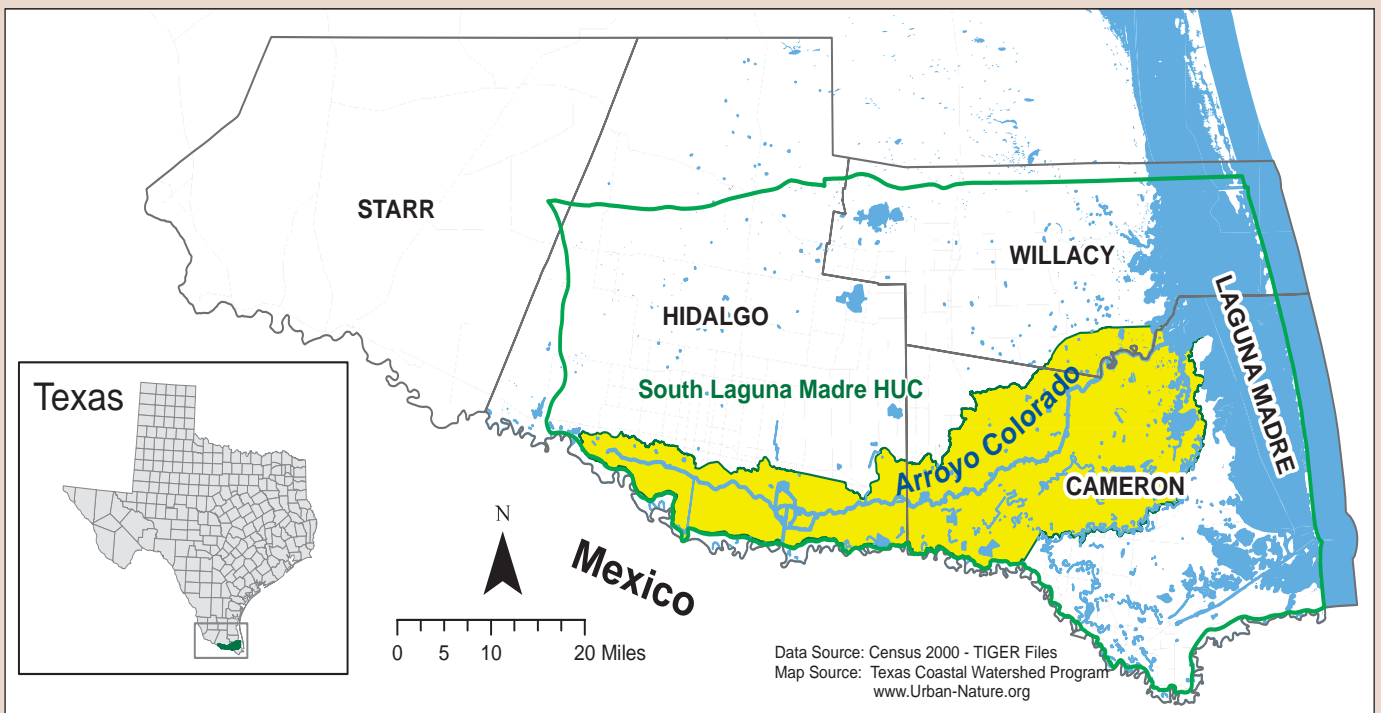 STARR
WILLACY
HIDALGO
LAGUNA MADRE
South Laguna Madre HUC
Arroyo Colorado
CAMERON
Texas
N
Mexico
0 5 10 20 Miles
Data Source: Census 2000 - TIGER Files
Map Source: Texas Coastal Watershed Program
www.Urban-Nature.org